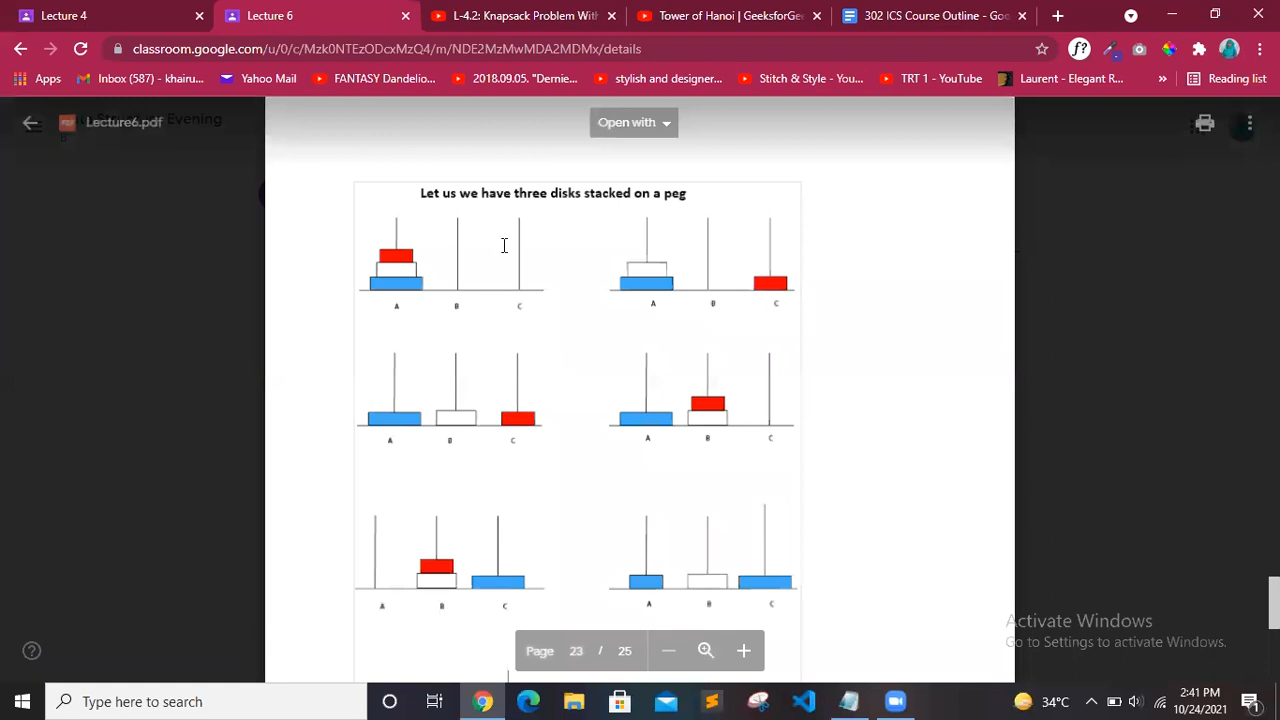 Lecture 4
Lecture 6
L-4.2: Knapsack Problem With
Tower of Hanoi | GeeksforGe
302 ICS Course Outline - Goo
classroom.google.com/u/0/c/Mzk0NTEzODcxMzQ4/m/NDE2MzMwMDA2MDMx/details
Apps
Inbox (587) - khairu...
Yahoo Mail
FANTASY Dandelio...
2018.09.05. "Dernie...
stylish and designer...
Stitch & Style - You...
TRT 1 - YouTube
Laurent - Elegant R...
»
Reading list
Lecture6.pdf
Evening
Open with
Let us we have three disks stacked on a peg
A B C
A B C
A B C
A B C
A B C
A B C
Page 23 / 25
Activate Windows
Go to Settings to activate Windows.
Type here to search
34°C
2:41 PM
10/24/2021